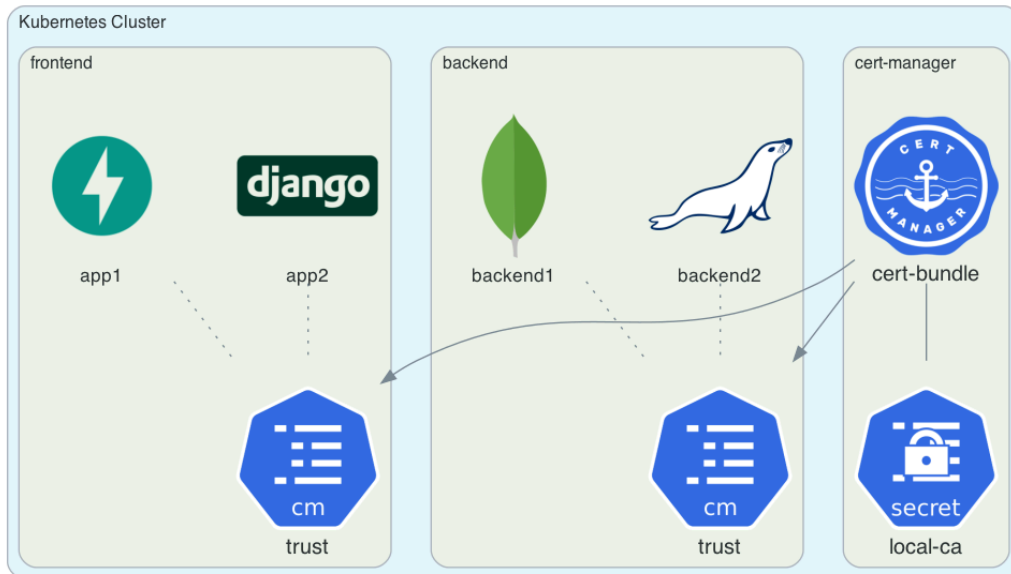 Kubernetes Cluster
frontend
backend
cert-manager
django
CERT
MANAGER
app1
app2
backend1
backend2
cert-bundle
cm
cm
secret
trust
trust
local-ca